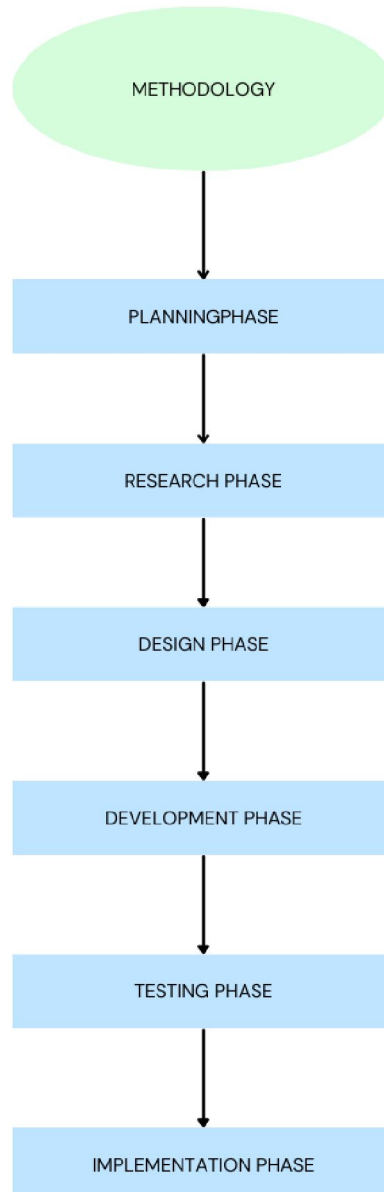 METHODOLOGY
PLANNINGPHASE
RESEARCH PHASE
DESIGN PHASE
DEVELOPMENT PHASE
TESTING PHASE
IMPLEMENTATION PHASE